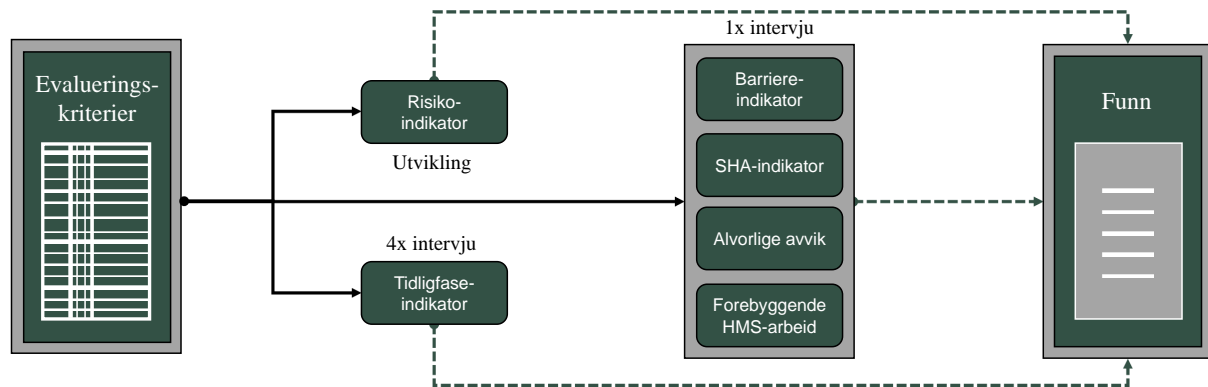 Evaluerings-
kriterier
Risiko-
indikator
Utvikling
4x intervju
Tidligfase-
indikator
1x intervju
Barriere-
indikator
SHA-indikator
Alvorlige avvik
Forebyggende
HMS-arbeid
Funn